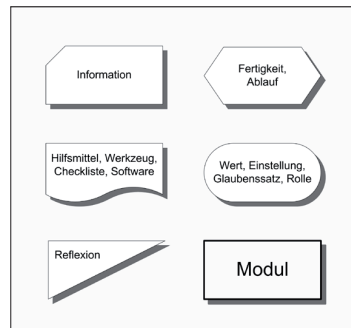 Information
Fertigkeit,
Ablauf
Hilfsmittel, Werkzeug,
Checkliste, Software
Wert, Einstellung,
Glaubenssatz, Rolle
Reflexion
Modul